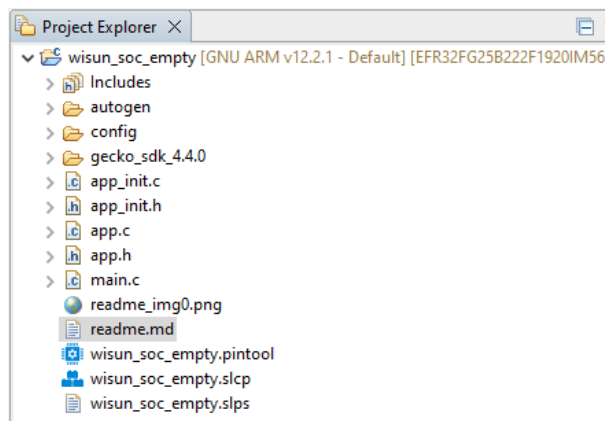 Project Explorer
wisun_soc_empty [GNU ARM v12.2.1 - Default] [EFR32FG25B222F1920IM56
Includes
autogen
config
gecko_sdk_4.4.0
.c app_init.c
.h app_init.h
.c app.c
.h app.h
.c main.c
readme_img0.png
readme.md
wisun_soc_empty.pintool
wisun_soc_empty.slcp
wisun_soc_empty.slps